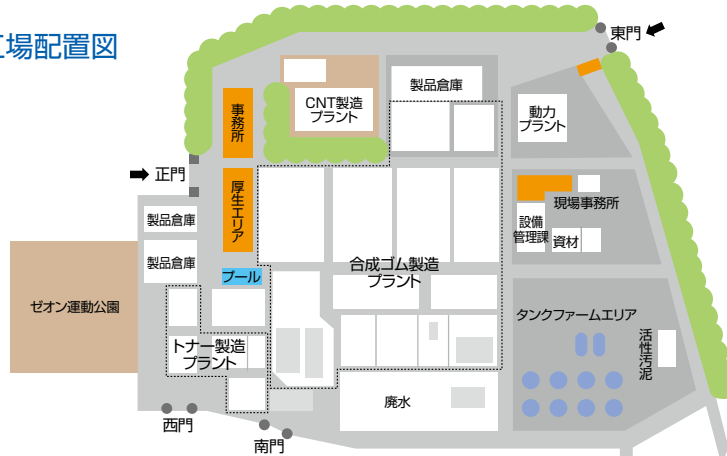 工場配置図
東門
製品倉庫
CNT製造
プラント
動力
プラント
事務所
正門
厚生エリア
現場事務所
設備
管理課
資材
製品倉庫
製品倉庫
プール
合成ゴム製造
プラント
ゼオン運動公園
タンクファームエリア
活性汚泥
トナー製造
プラント
廃水
西門
南門